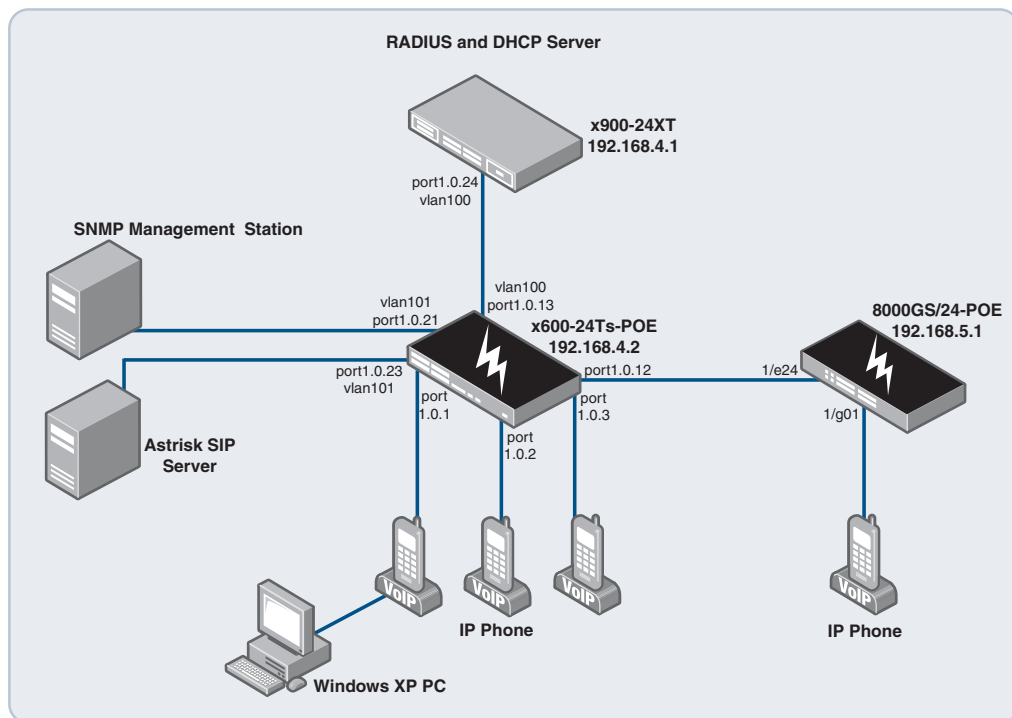 RADIUS and DHCP Server
x900-24XT
192.168.4.1
port1.0.24
vlan100
SNMP Management Station
vlan101
port1.0.21
vlan100
port1.0.13
x600-24Ts-POE
192.168.4.2
8000GS/24-POE
192.168.5.1
port1.0.23
vlan101
port
1.0.1
port
1.0.2
port1.0.12
port
1.0.3
1/e24
1/g01
Astrisk SIP
Server
VoIP
VoIP
VoIP
VoIP
IP Phone
IP Phone
Windows XP PC